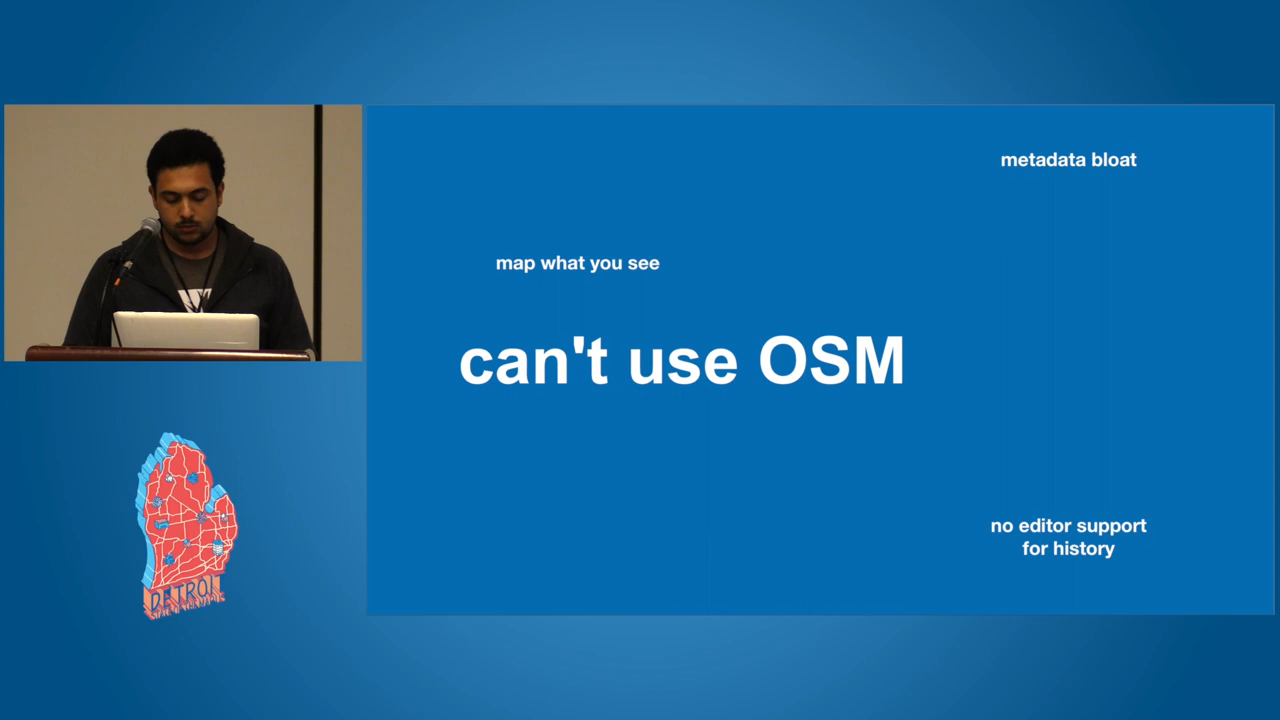 metadata bloat
map what you see
can't use OSM
no editor support
for history
DETROIT